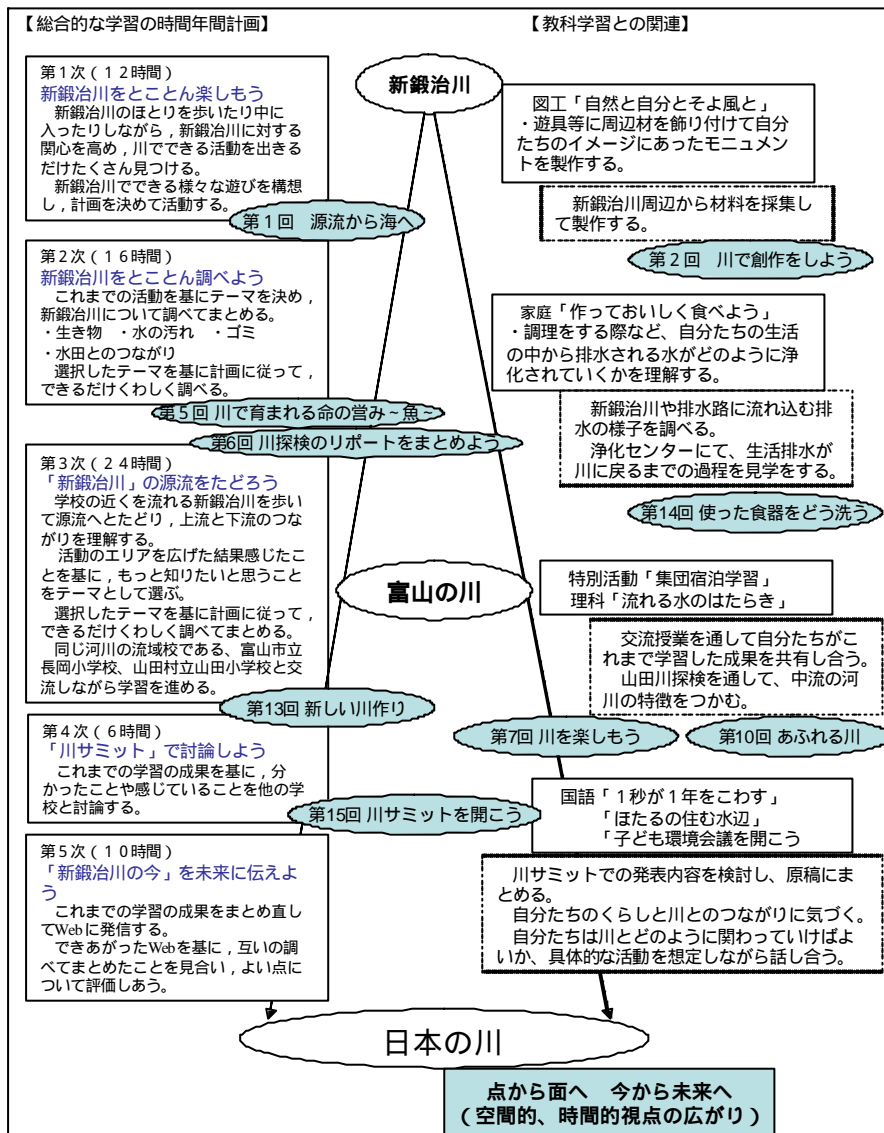 【総合的な学習の時間年間計画】
【教科学習との関連】
新鍛治川
第１次（１２時間）
新鍛冶川をとことん楽しもう
新鍛冶川のほとりを歩いたり中に
入ったりしながら，新鍛冶川に対する
関心を高め，川でできる活動を出きる
だけたくさん見つける。
新鍛冶川でできる様々な遊びを構想
し，計画を決めて活動する。
第１回　源流から海へ
図工「自然と自分とそよ風と」
・遊具等に周辺材を飾り付けて自分
たちのイメージにあったモニュメン
トを製作する。
新鍛治川周辺から材料を採集し
て製作する。
第２回　川で創作をしよう
第２次（１６時間）
新鍛冶川をとことん調べよう
これまでの活動を基にテーマを決め，
新鍛冶川について調べてまとめる。
・生き物　・水の汚れ　・ゴミ
・水田とのつながり
選択したテーマを基に計画に従って，
できるだけくわしく調べる。
第５回 川で育まれる命の営み～魚～
第6回 川探検のリポートをまとめよう
家庭「作っておいしく食べよう」
・調理をする際など、自分たちの生活
の中から排水される水がどのように浄
化されていくかを理解する。
新鍛治川や排水路に流れ込む排
水の様子を調べる。
浄化センターにて、生活排水が
川に戻るまでの過程を見学をする。
第14回 使った食器をどう洗う
第３次（２４時間）
「新鍛冶川」の源流をたどろう
学校の近くを流れる新鍛冶川を歩い
て源流へとたどり，上流と下流のつな
がりを理解する。
活動のエリアを広げた結果感じたこ
とを基に，もっと知りたいと思うこと
をテーマとして選ぶ。
選択したテーマを基に計画に従って，
できるだけくわしく調べてまとめる。
同じ河川の流域校である、富山市立
長岡小学校、山田村立山田小学校と交
流しながら学習を進める。
第13回 新しい川作り
富山の川
特別活動「集団宿泊学習」
理科「流れる水のはたらき」
交流授業を通して自分たちがこ
れまで学習した成果を共有し合う。
山田川探検を通して、中流の河
川の特徴をつかむ。
第7回 川を楽しもう
第10回 あふれる川
第４次（６時間）
「川サミット」で討論しよう
これまでの学習の成果を基に，分
かったことや感じていることを他の学
校と討論する。
第15回 川サミットを開こう
国語「１秒が１年をこわす」
「ほたるの住む水辺」
「子ども環境会議を開こう
川サミットでの発表内容を検討し、原稿にま
とめる。
自分たちのくらしと川とのつながりに気づく。
自分たちは川とどのように関わっていけばよ
いか、具体的な活動を想定しながら話し合う。
第５次（１０時間）
「新鍛冶川の今」を未来に伝えよ
う
これまでの学習の成果をまとめ直し
てWebに発信する。
できあがったWebを基に，互いの調
べてまとめたことを見合い，よい点に
ついて評価しあう。
日本の川
点から面へ　今から未来へ
（空間的、時間的視点の広がり）